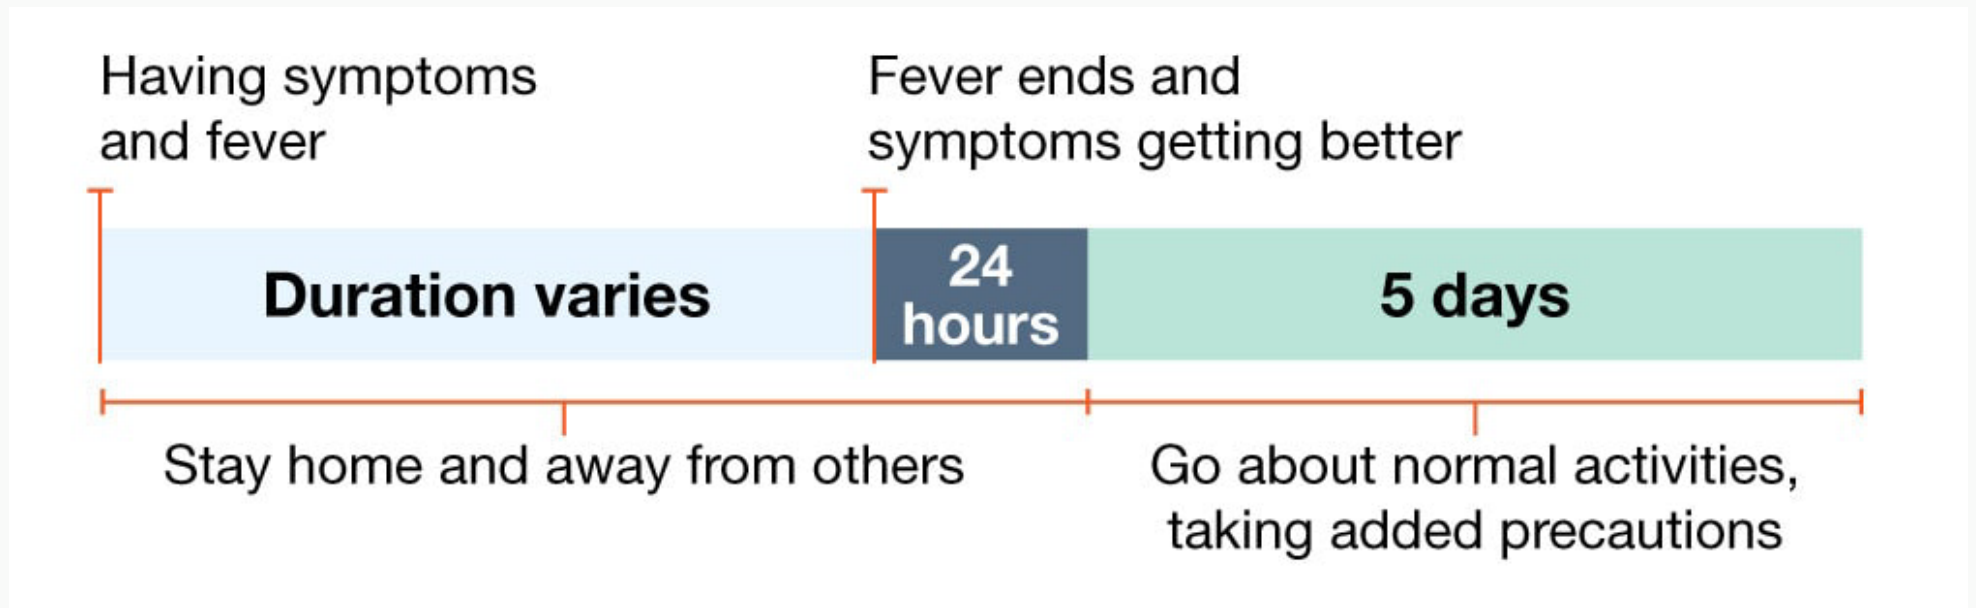 Having symptoms
and fever
Fever ends and
symptoms getting better
Duration varies
24
hours
5 days
Stay home and away from others
Go about normal activities,
taking added precautions